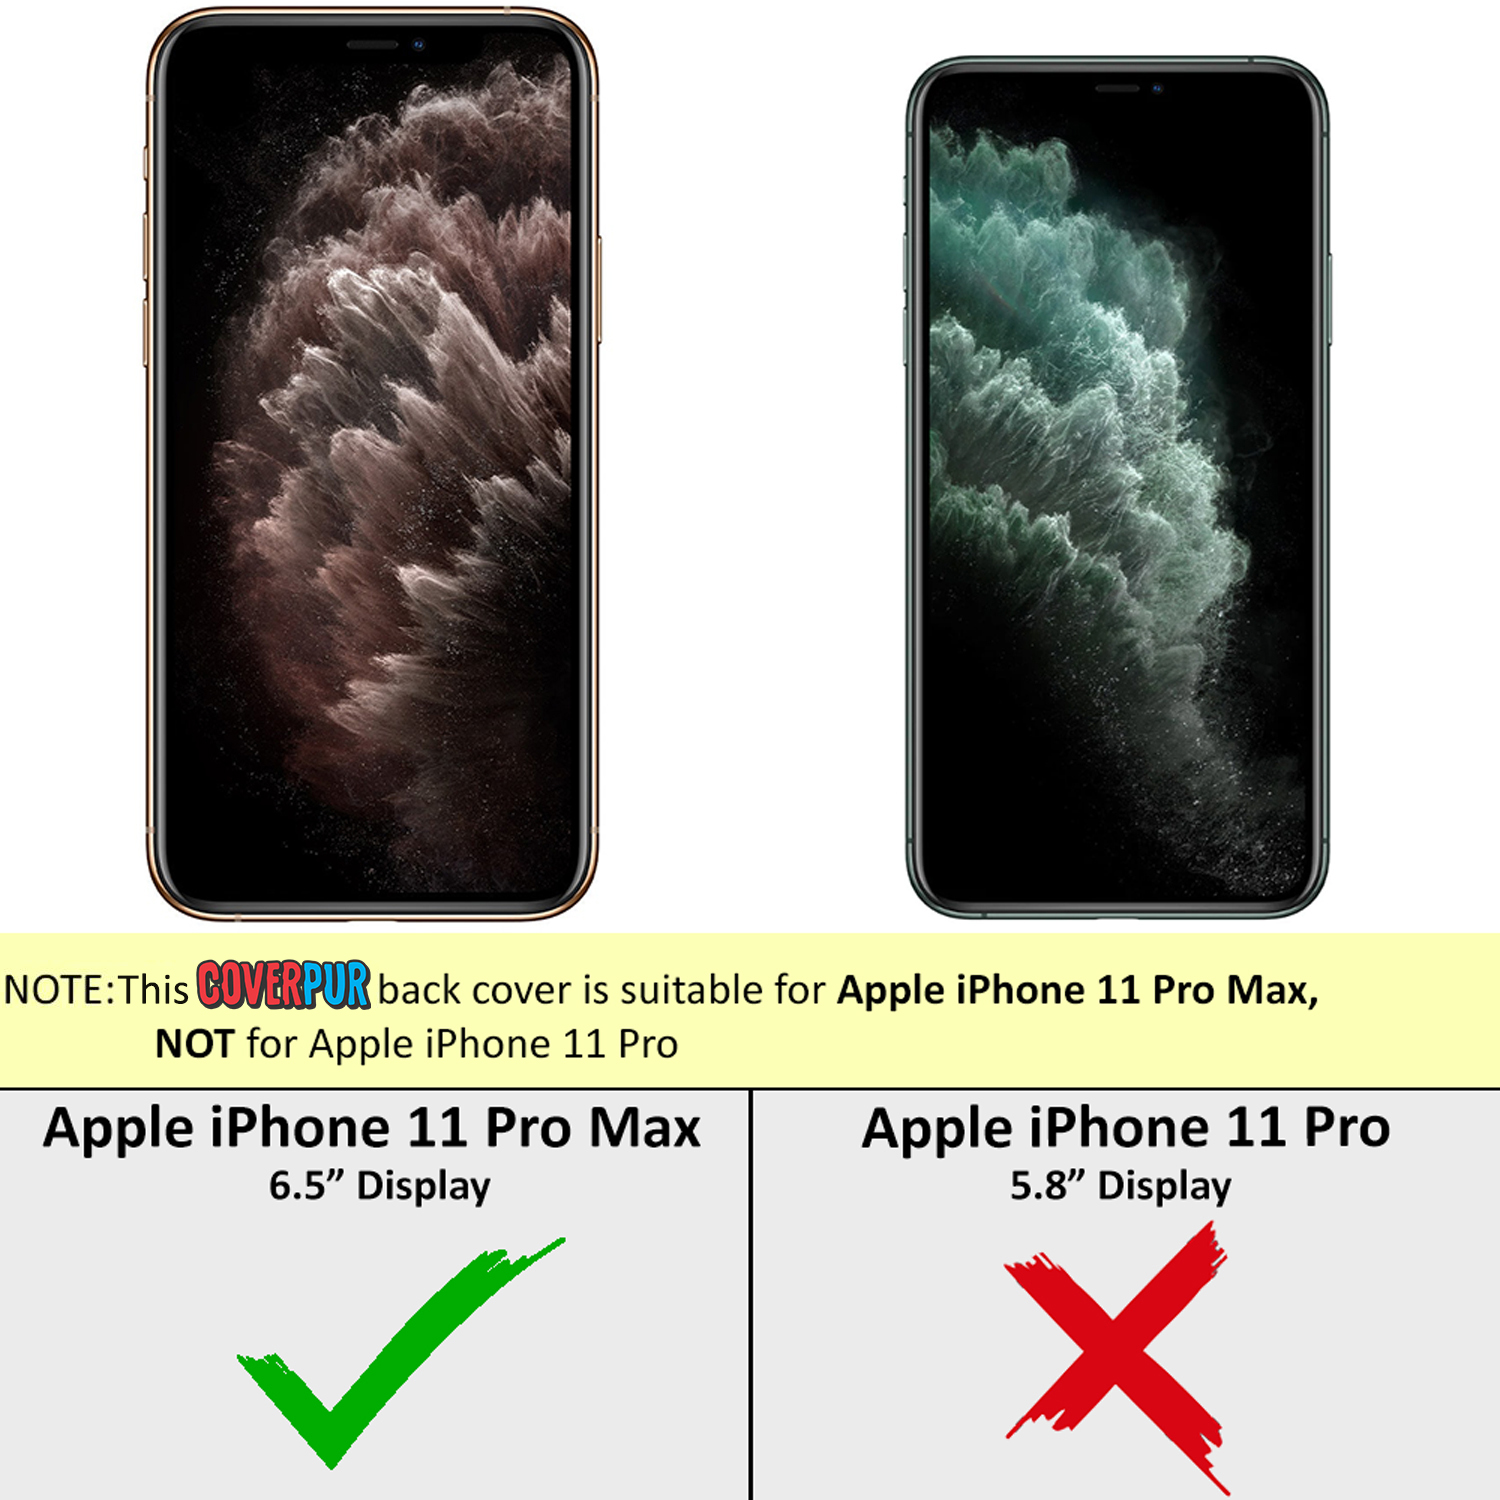 NOTE:This COVERPUR back cover is suitable for Apple iPhone 11 Pro Max,
NOT for Apple iPhone 11 Pro
Apple iPhone 11 Pro Max
6.5” Display
Apple iPhone 11 Pro
5.8” Display